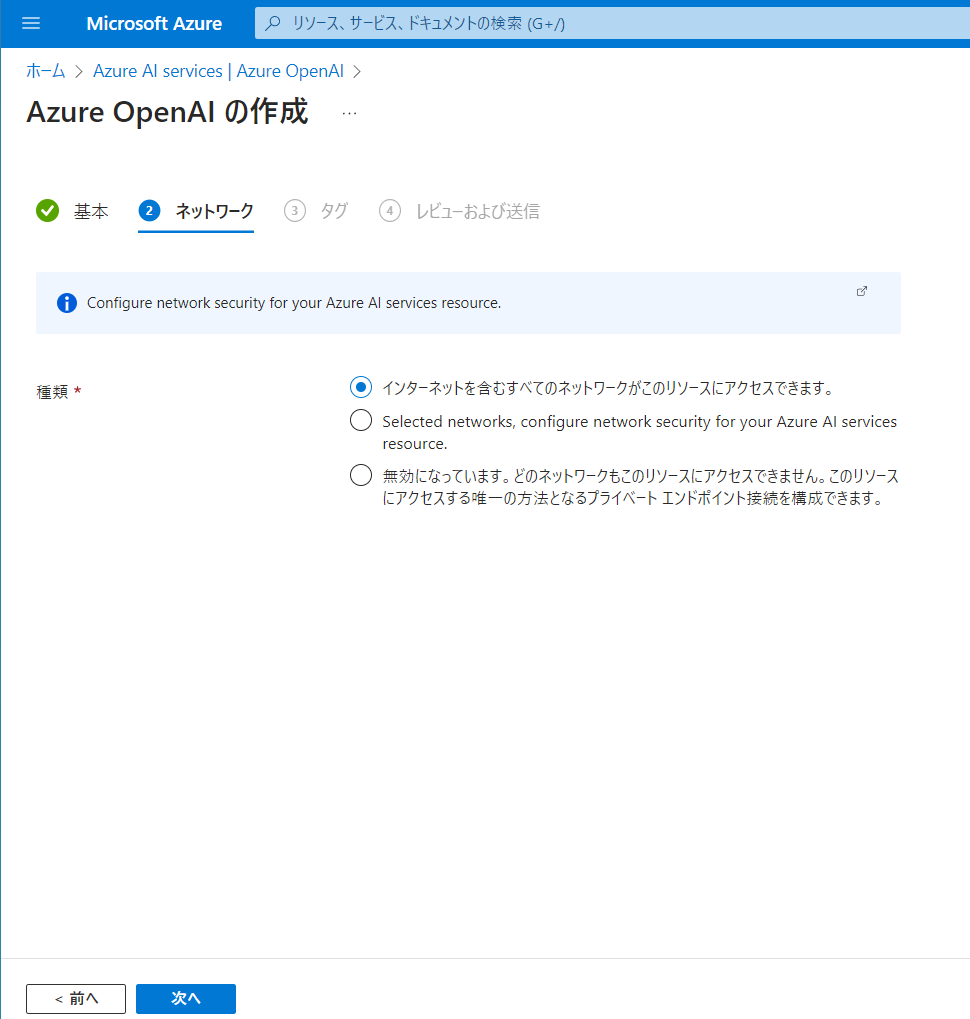 Microsoft Azure
リソース、サービス、ドキュメントの検索 (G+/)
ホーム > Azure AI services | Azure OpenAI >
Azure OpenAI の作成 ...
基本 2 ネットワーク 3 タグ 4 レビューおよび送信
Configure network security for your Azure AI services resource.
種類 *
インターネットを含むすべてのネットワークがこのリソースにアクセスできます。
Selected networks, configure network security for your Azure AI services
resource.
無効になっています。どのネットワークもこのリソースにアクセスできません。このリソース
にアクセスする唯一の方法となるプライベート エンドポイント接続を構成できます。
< 前へ 次へ